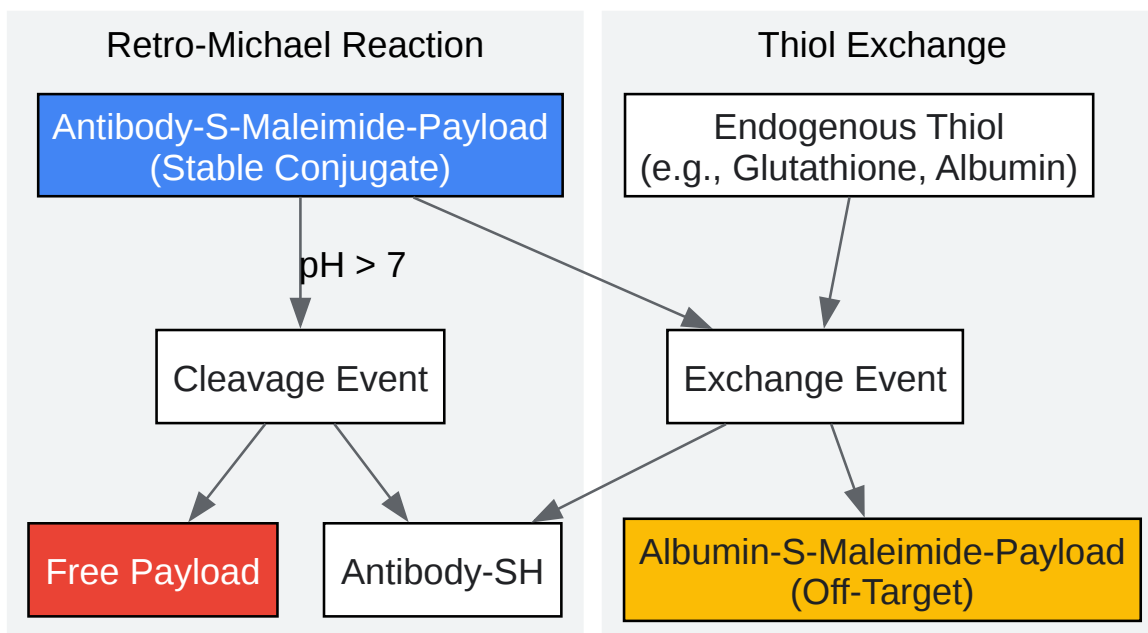 Retro-Michael Reaction
Thiol Exchange
Antibody-S-Maleimide-Payload
(Stable Conjugate)
Endogenous Thiol
(e.g., Glutathione, Albumin)
pH > 7
Cleavage Event
Exchange Event
Free Payload
Antibody-SH
Albumin-S-Maleimide-Payload
(Off-Target)